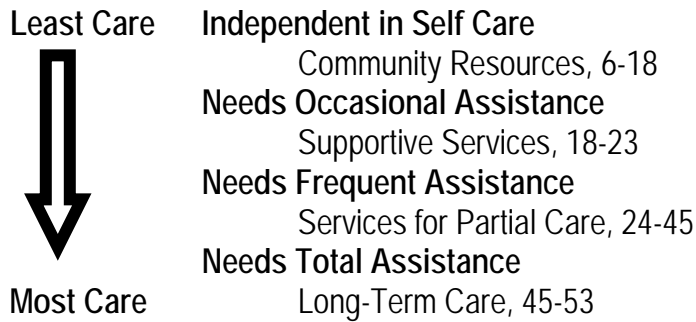 Least Care Independent in Self Care
Community Resources, 6-18
Needs Occasional Assistance
Supportive Services, 18-23
Needs Frequent Assistance
Services for Partial Care, 24-45
Needs Total Assistance
Most Care Long-Term Care, 45-53